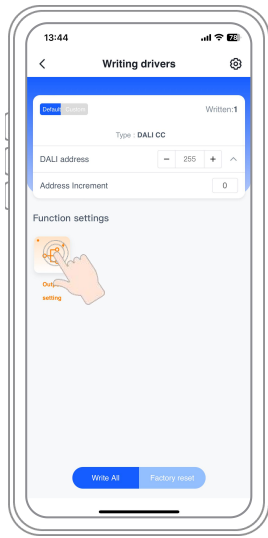 13:44
78
Writing drivers
Default Custom
Written:1
Type : DALI CC
DALI address
− 255 +
Address Increment
0
Function settings
setting
Write All
Factory reset